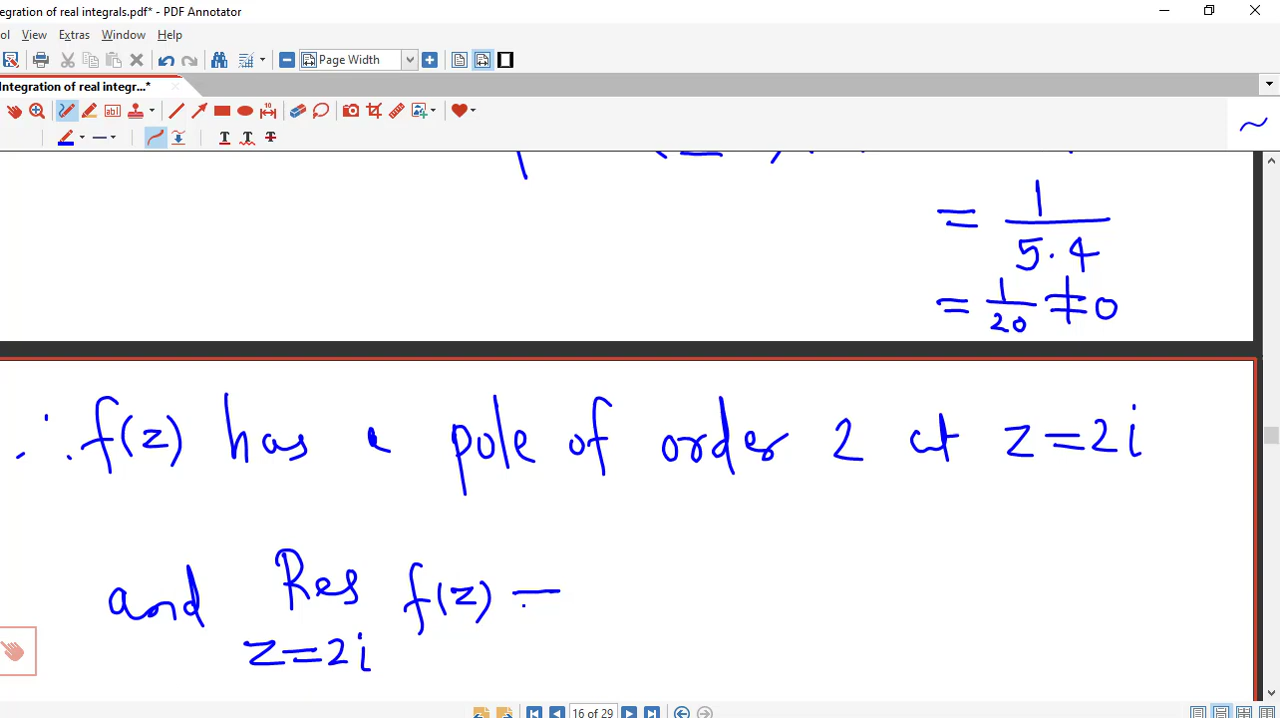 egration of real integrals.pdf* - PDF Annotator
ol View Extras Window Help
Page Width
Integration of real integr...*
= 1
5.4
= 1/20 ≠ 0
∴ f(z) has a pole of order 2 at z=2i
and Res f(z) =
z=2i
16 of 29